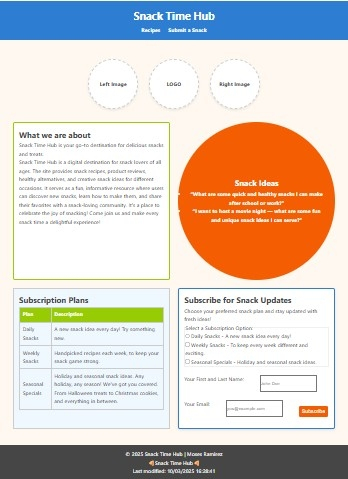 Snack Time Hub
Recipes Submit a Snack
Left Image
LOGO
Right Image
What we are about
Snack Time Hub is your go-to destination for delicious snacks
and treats.
Snack Time Hub is a digital destination for snack lovers of all
ages. The site provides snack recipes, product reviews,
healthy alternatives, and creative snack ideas for different
occasions. It serves as a fun, informative resource where users
can discover new snacks, learn how to make them, and share
their favorites with a snack-loving community. It's a place to
celebrate the joy of snacking! Come join us and make every
snack time a delightful experience!
Snack Ideas
"What are some quick and healthy snacks I can make
after school or work?"
"I want to host a movie night — what are some fun
and unique snack ideas I can serve?"
Subscription Plans
Plan Description
Daily Snacks A new snack idea every day! Try something new.
Weekly Snacks Handpicked recipes each week, to keep your snack game strong.
Seasonal Specials Holiday and seasonal snack ideas. Any holiday, any season! We've got you covered. From Halloween treats to Christmas cookies, and everything in between.
Subscribe for Snack Updates
Choose your preferred snack plan and stay updated with
fresh ideas!
Select a Subscription Option:
Daily Snacks - A new snack idea every day!
Weekly Snacks - To keep every week different and
exciting.
Seasonal Specials - Holiday and seasonal snack ideas.
Your First and Last Name:
John Doe
Your Email:
you@example.com
Subscribe
© 2025 Snack Time Hub | Moses Ramirez
Snack Time Hub
Last modified: 10/03/2025 16:28:41